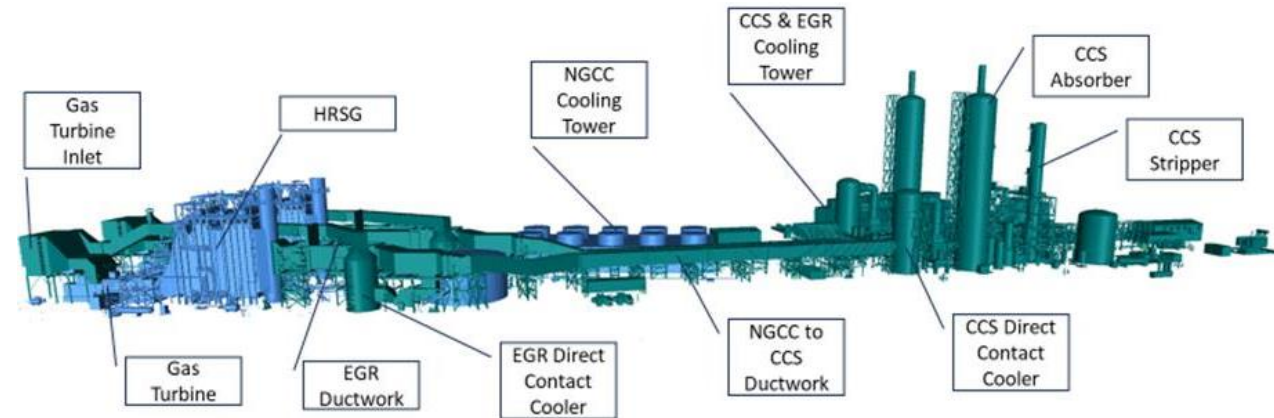 Gas
Turbine
Inlet
HRSG
NGCC
Cooling
Tower
CCS & EGR
Cooling
Tower
CCS
Absorber
CCS
Stripper
Gas
Turbine
EGR
Ductwork
EGR Direct
Contact
Cooler
NGCC to
CCS
Ductwork
CCS Direct
Contact
Cooler